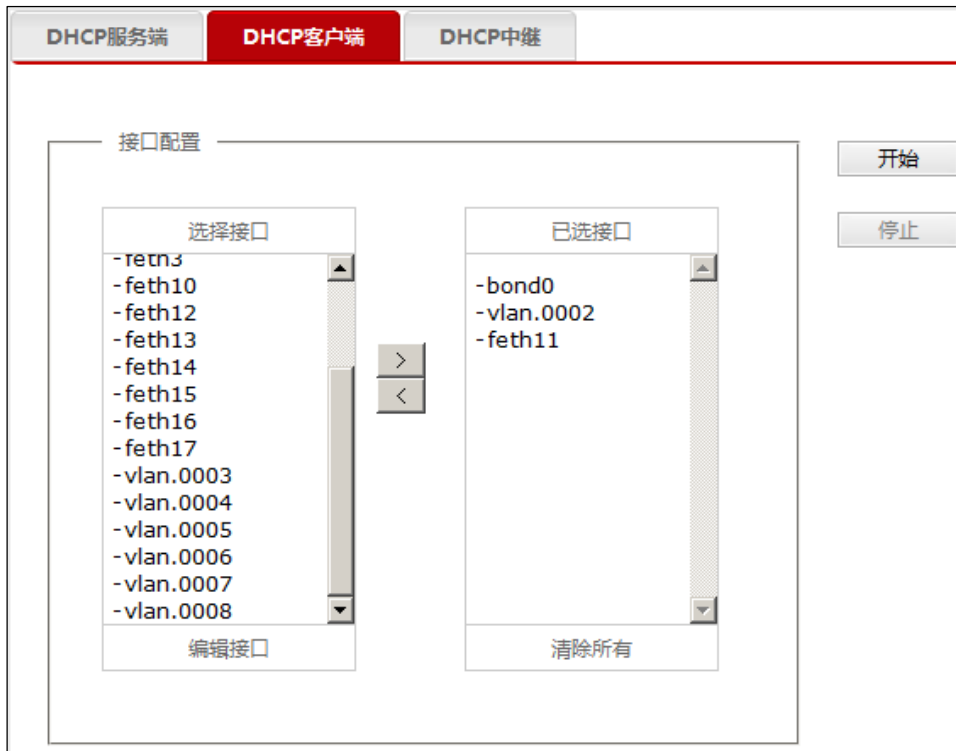 DHCP服务端 DHCP客户端 DHCP中继
接口配置
开始
停止
选择接口
-feth3
-feth10
-feth12
-feth13
-feth14
-feth15
-feth16
-feth17
-vlan.0003
-vlan.0004
-vlan.0005
-vlan.0006
-vlan.0007
-vlan.0008
编辑接口
>
<
已选接口
-bond0
-vlan.0002
-feth11
清除所有